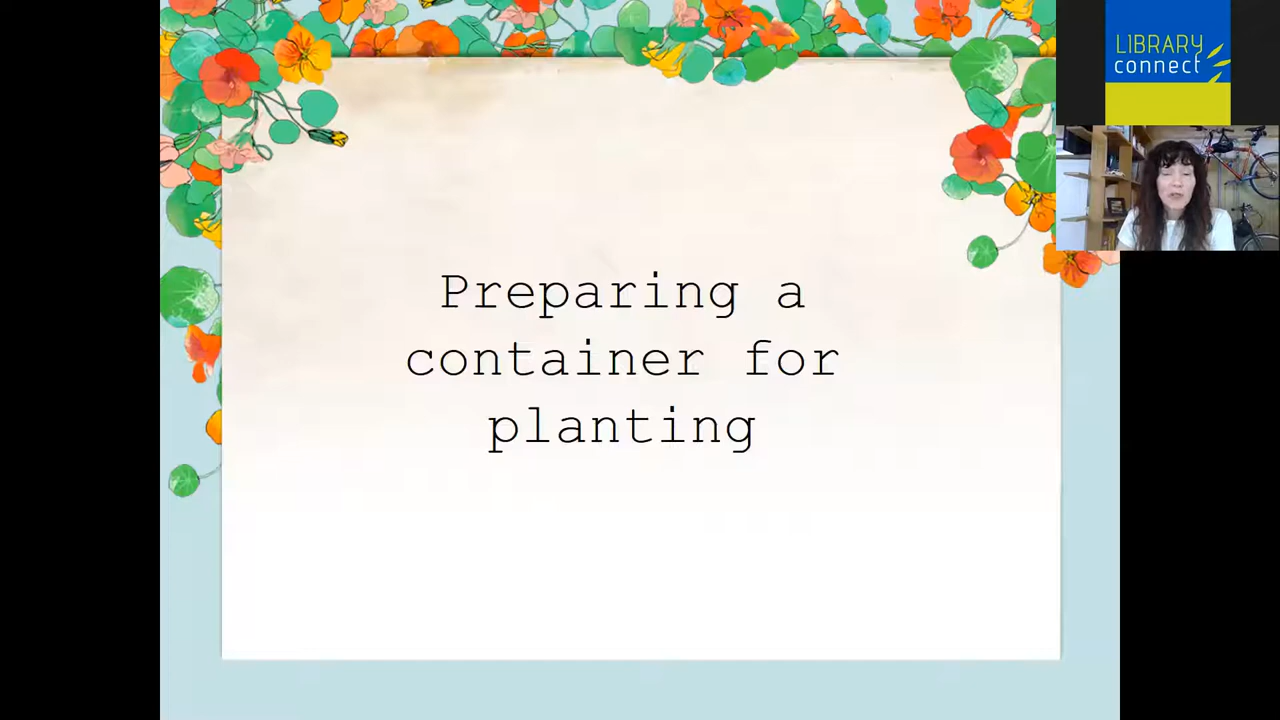 Preparing a
container for
planting
LIBRARY
connect